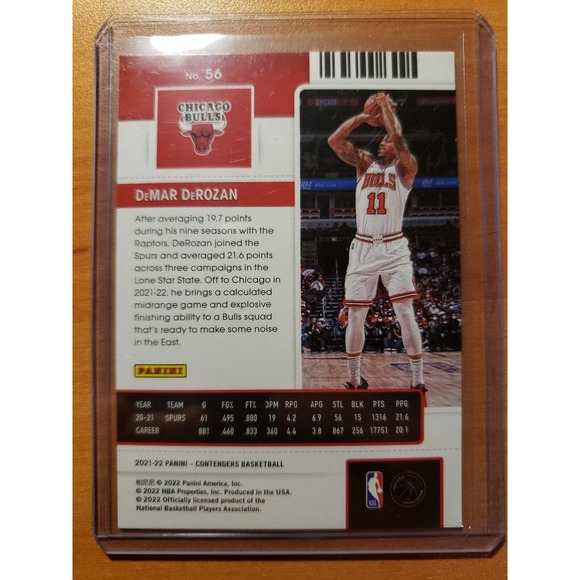 No. 56
CHICAGO
BULLS
DeMAR DeROZAN
After averaging 19.7 points
during his nine seasons with the
Raptors, DeRozan joined the
Spurs and averaged 21.6 points
across three campaigns in the
Lone Star State. Off to Chicago in
2021-22, he brings a calculated
midrange game and explosive
finishing ability to a Bulls squad
that's ready to make some noise
in the East.
PANINI
BULLS
11
YEAR TEAM G FG% FT% 3PM RPG APG STL BLK PTS PPG
20-21 SPURS 61 .495 .880 19 4.2 6.9 56 15 1316 21.6
CAREER 881 .460 .833 360 4.4 3.8 867 256 17751 20.1
2021-22 PANINI – CONTENDERS BASKETBALL
© 2022 Panini America, Inc.
© 2022 NBA Properties, Inc. Produced in the USA.
© 2022 Officially licensed product of the
National Basketball Players Association.
NBA